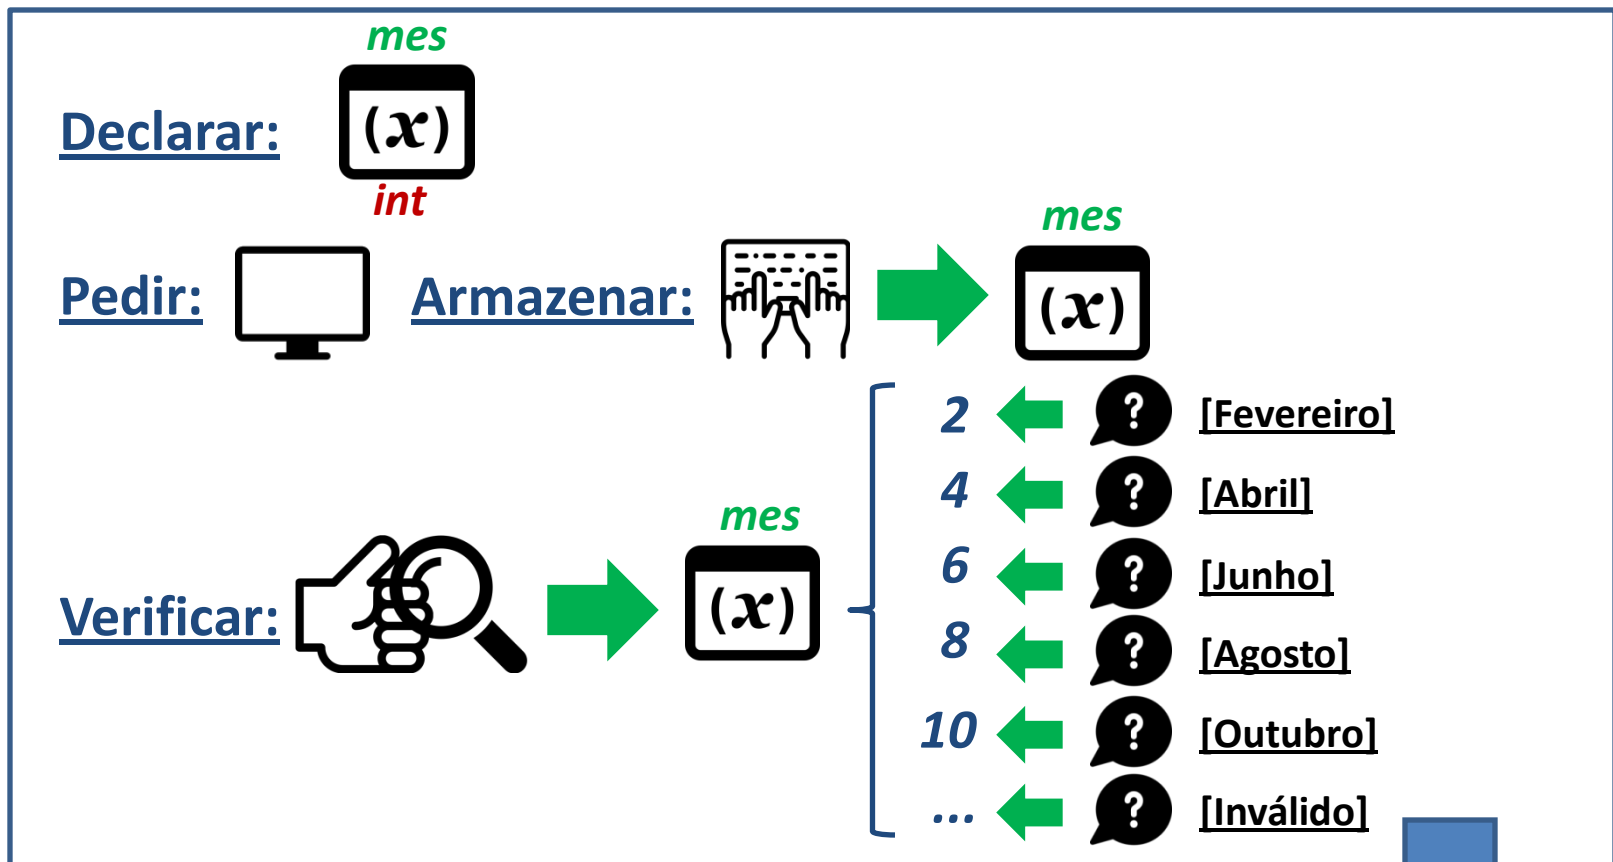 mes
Declarar:
(x)
int
mes
Pedir:
Armazenar:
(x)
2 ? [Fevereiro]
4 ? [Abril]
mes
6 ? [Junho]
Verificar:
(x)
8 ? [Agosto]
10 ? [Outubro]
... ? [Inválido]